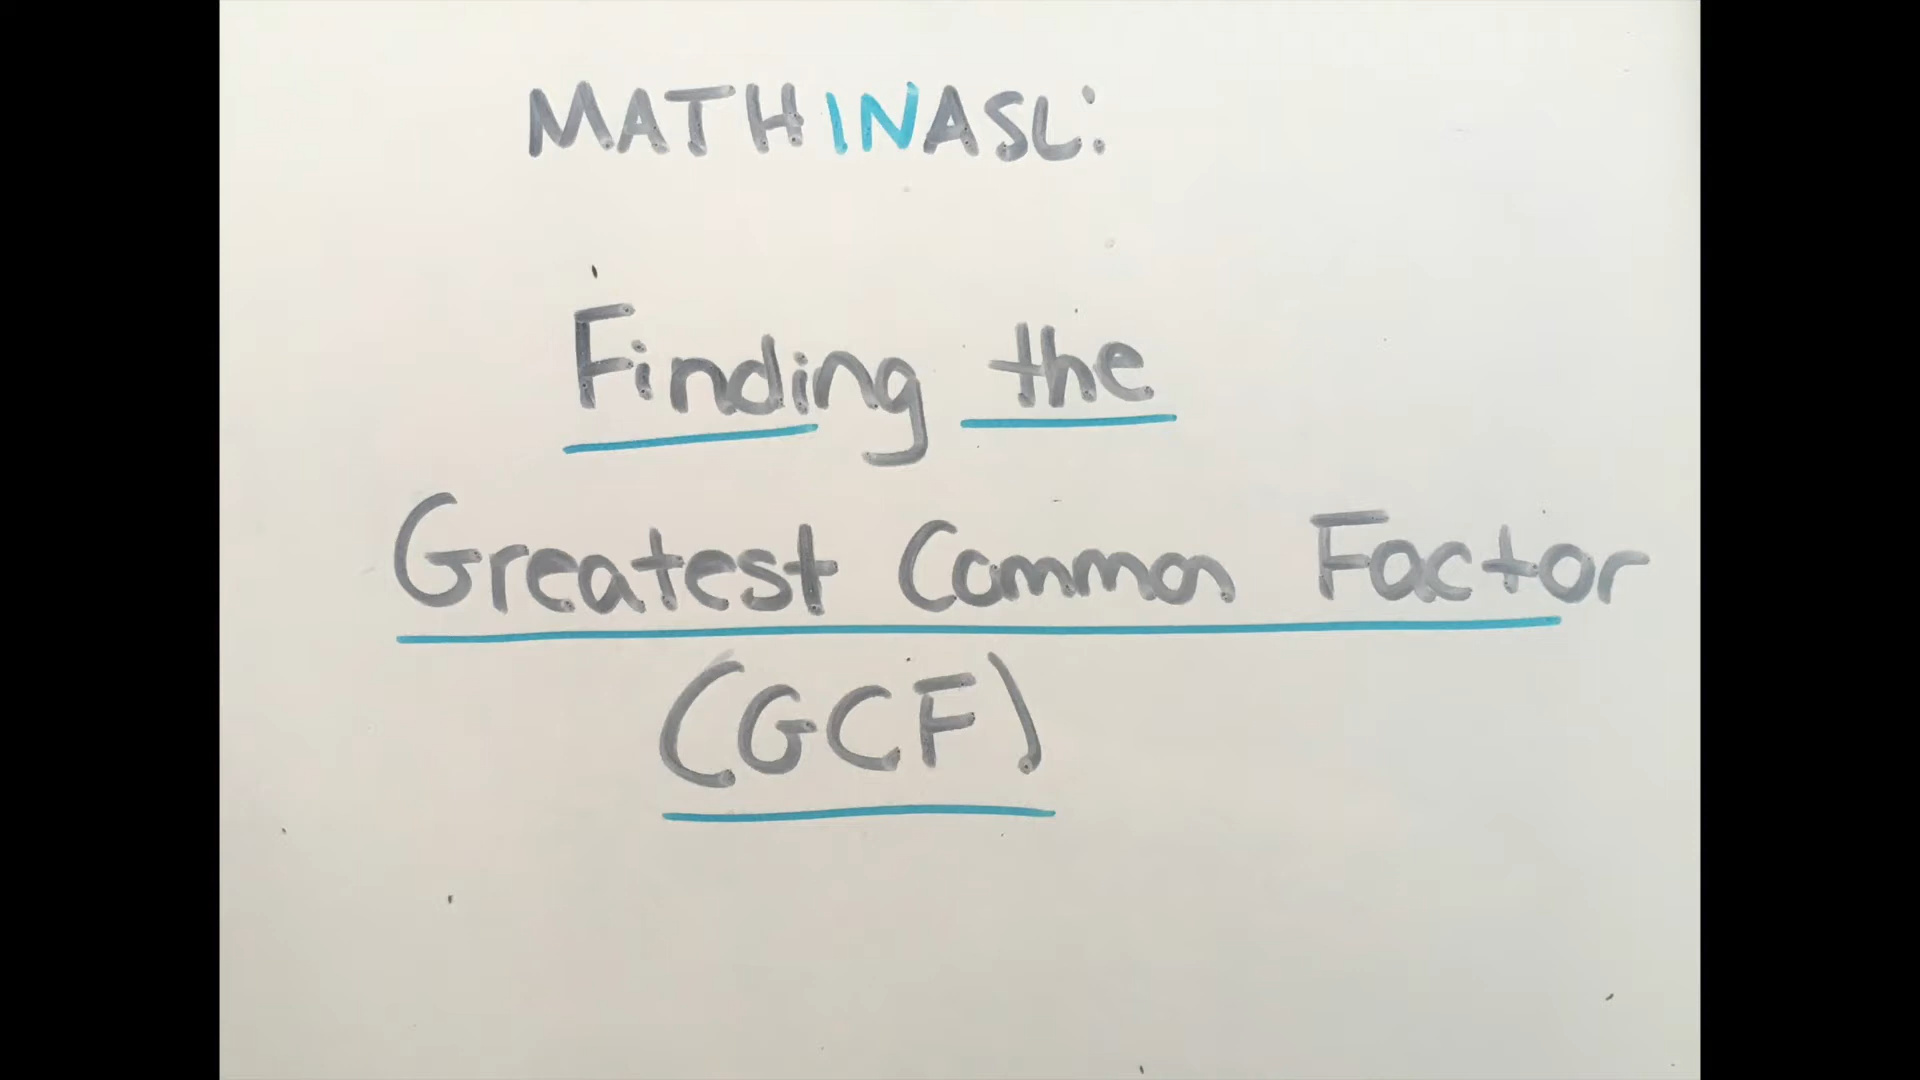 MATHINASL:
Finding the
Greatest Common Factor
(GCF)